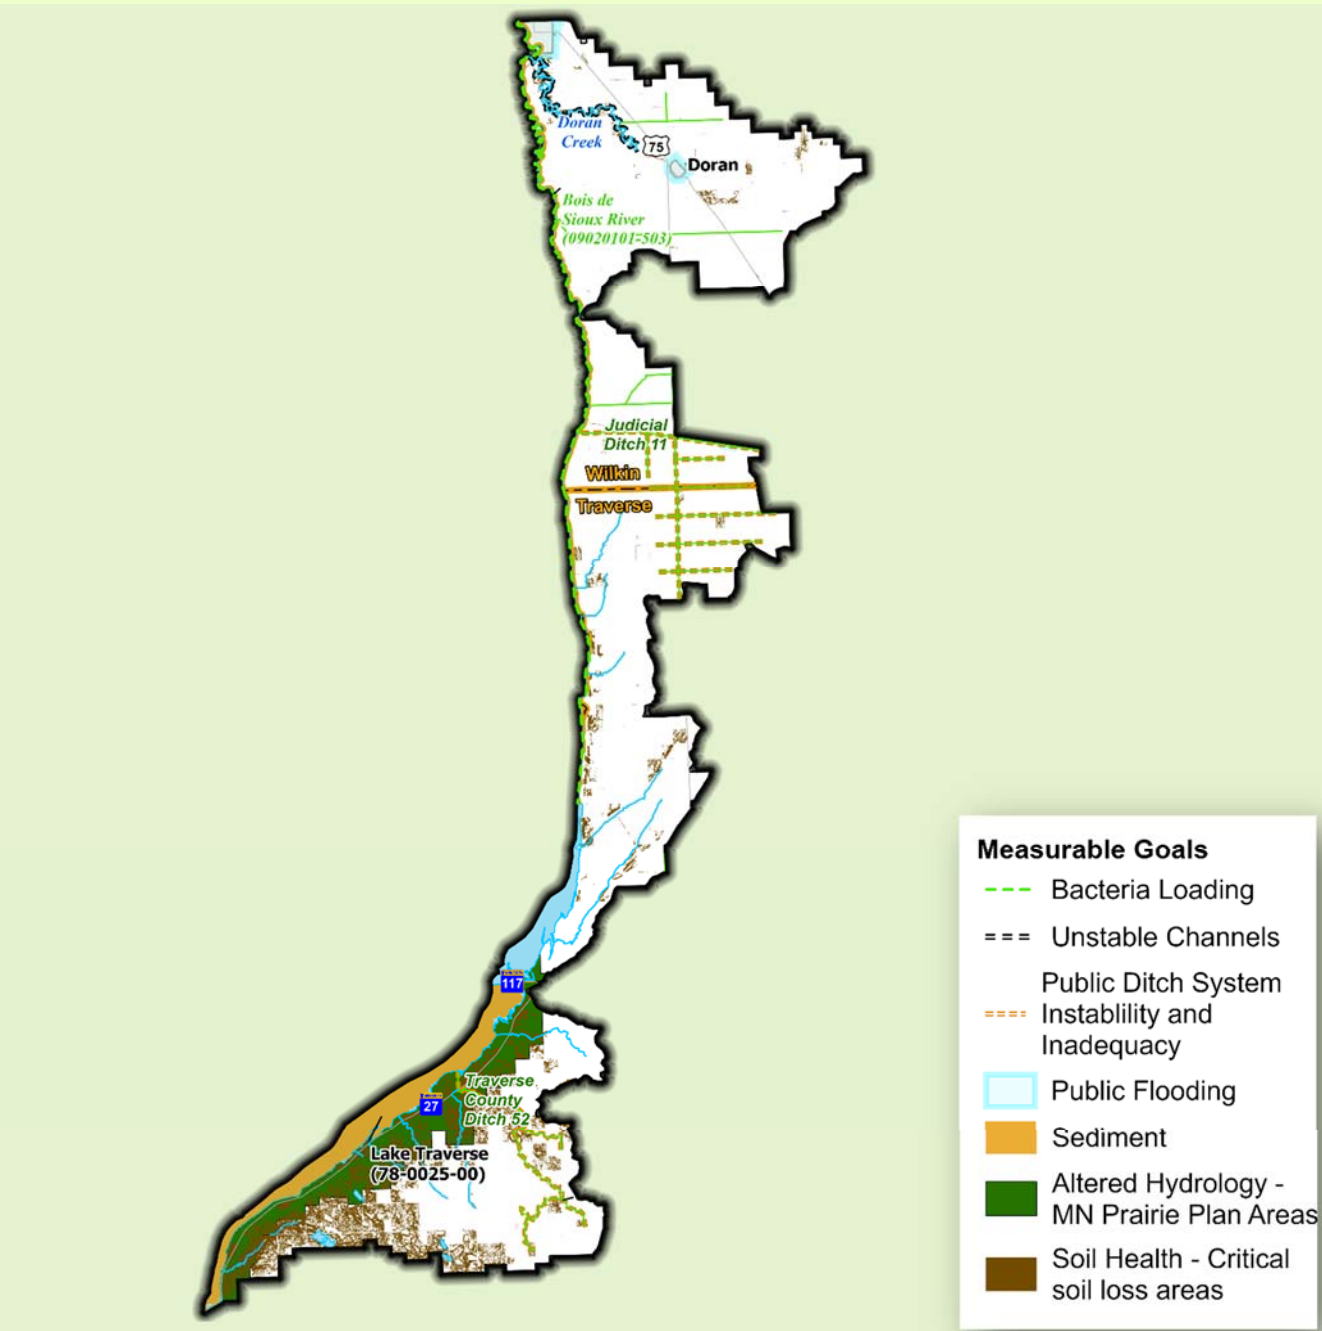 Doran
Creek
75
Doran
Bois de
Sioux River
(09020101-503)
Judicial
Ditch 11
Wilkin
Traverse
117
Traverse
County
Ditch 52
27
Lake Traverse
(78-0025-00)
Measurable Goals
Bacteria Loading
Unstable Channels
Public Ditch System
Instablility and
Inadequacy
Public Flooding
Sediment
Altered Hydrology -
MN Prairie Plan Areas
Soil Health - Critical
soil loss areas